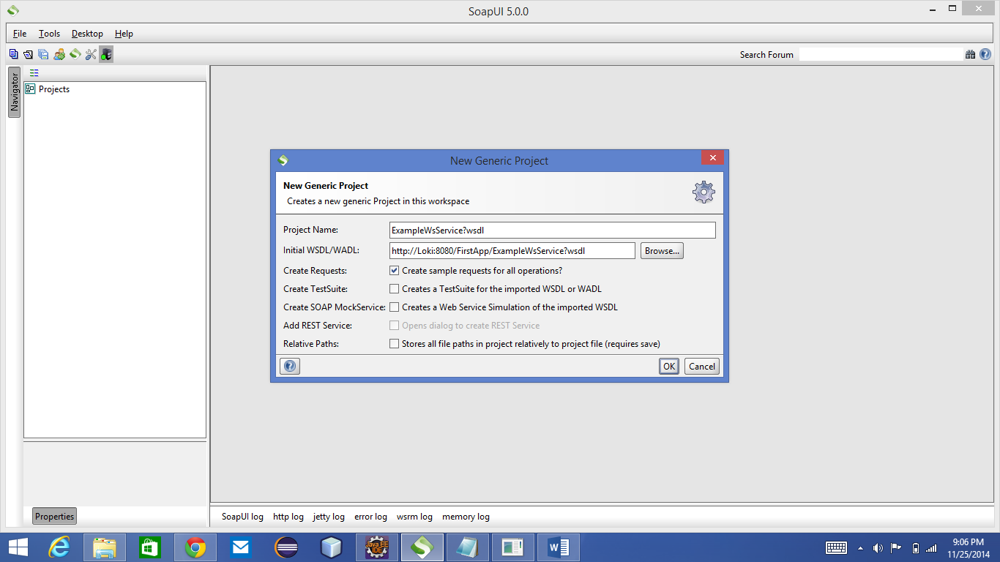 SoapUI 5.0.0
File Tools Desktop Help
Search Forum
Navigator
Projects
New Generic Project
New Generic Project
Creates a new generic Project in this workspace
Project Name: ExampleWsService?wsdl
Initial WSDL/WADL: http://Loki:8080/FirstApp/ExampleWsService?wsdl Browse...
Create Requests: Create sample requests for all operations?
Create TestSuite: Creates a TestSuite for the imported WSDL or WADL
Create SOAP MockService: Creates a Web Service Simulation of the imported WSDL
Add REST Service: Opens dialog to create REST Service
Relative Paths: Stores all file paths in project relatively to project file (requires save)
OK Cancel
Properties
SoapUI log http log jetty log error log wsrm log memory log
Java EE
IDE
9:06 PM
11/25/2014